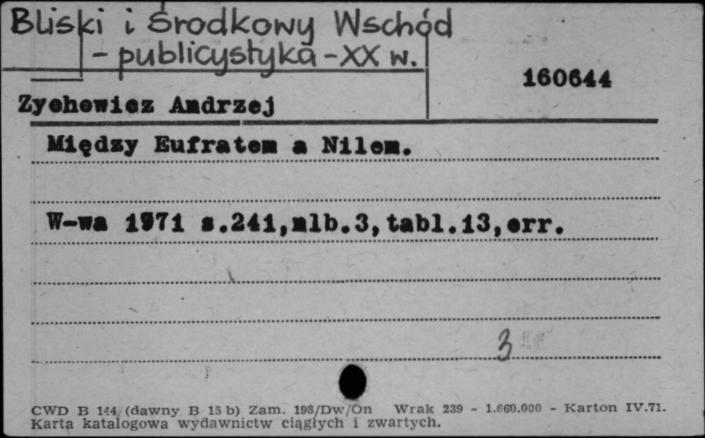 Bliski i Środkowy Wschód
- publicystyka - XX w.
160644
Zychowicz Andrzej
Między Eufratem a Nilem.
W-wa 1971 s.241,nlb.3,tabl.13,err.
3
CWD B 144 (dawny B 15 b) Zam. 198/Dw/On Wrak 239 - 1.660.000 - Karton IV.71.
Karta katalogowa wydawnictw ciągłych i zwartych.